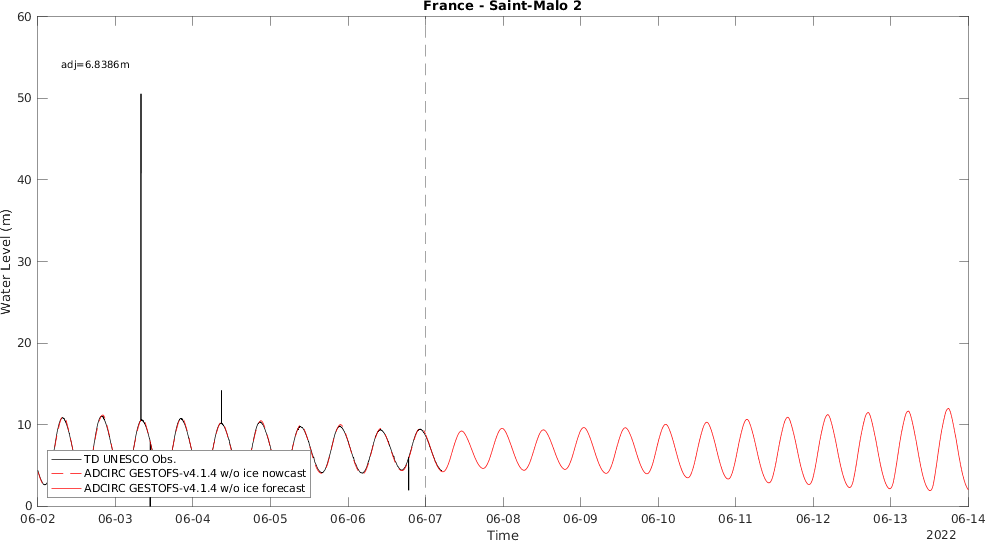 France - Saint-Malo 2
60
adj=6.8386m
50
40
30
20
10
0
Water Level (m)
TD UNESCO Obs.
ADCIRC GESTOFS-v4.1.4 w/o ice nowcast
ADCIRC GESTOFS-v4.1.4 w/o ice forecast
06-02 06-03 06-04 06-05 06-06 06-07 06-08 06-09 06-10 06-11 06-12 06-13 06-14
Time
2022